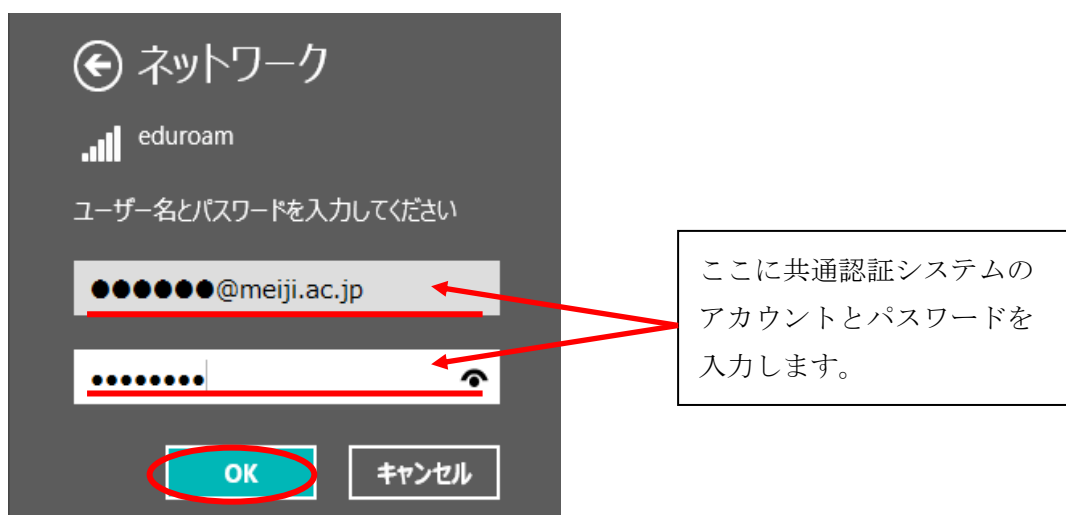 ネットワーク
eduroam
ユーザー名とパスワードを入力してください
●●●●●●@meiji.ac.jp
●●●●●●●●
OK
キャンセル
ここに共通認証システムの
アカウントとパスワードを
入力します。